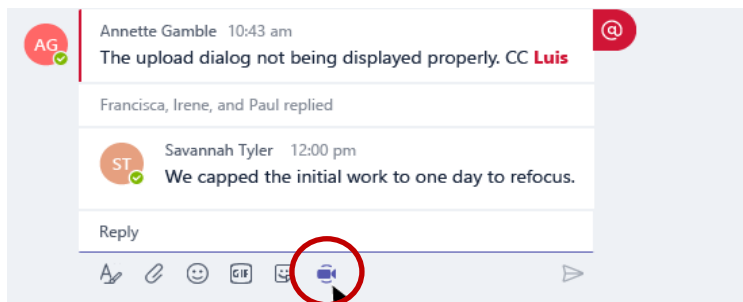 AG
Annette Gamble 10:43 am
@
The upload dialog not being displayed properly. CC Luis
Francisca, Irene, and Paul replied
ST
Savannah Tyler 12:00 pm
We capped the initial work to one day to refocus.
Reply
GIF